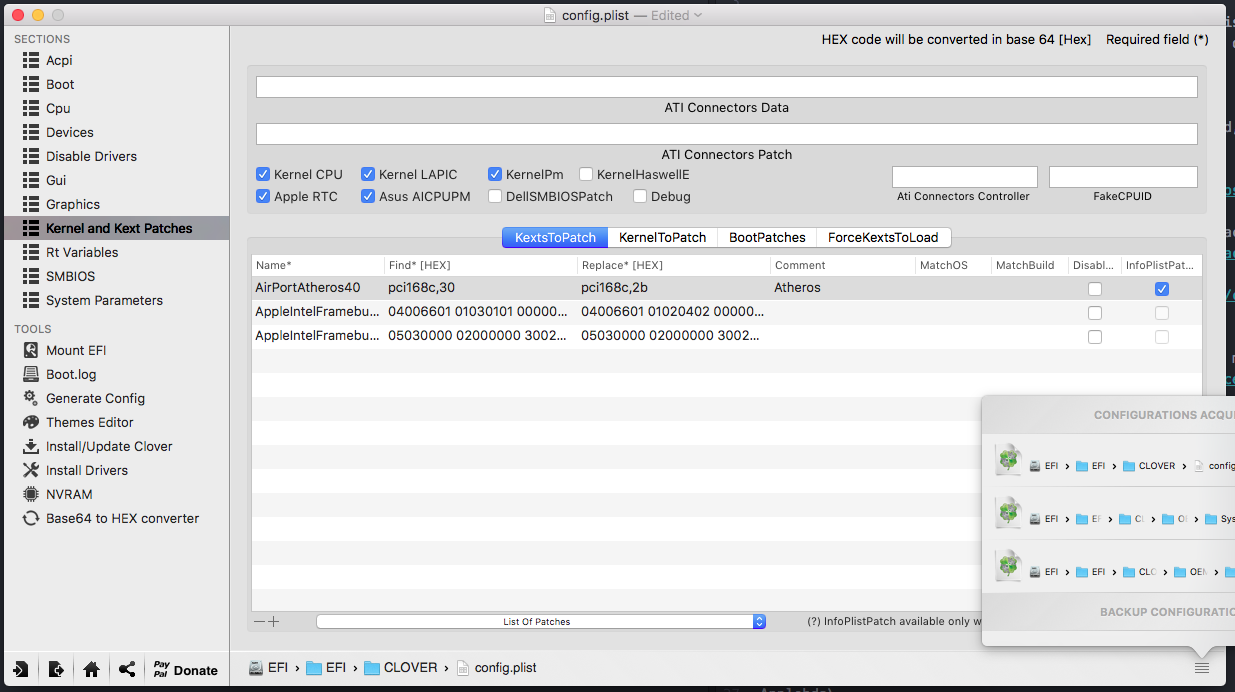 config.plist — Edited
SECTIONS
Acpi
Boot
Cpu
Devices
Disable Drivers
Gui
Graphics
Kernel and Kext Patches
Rt Variables
SMBIOS
System Parameters
TOOLS
Mount EFI
Boot.log
Generate Config
Themes Editor
Install/Update Clover
Install Drivers
NVRAM
Base64 to HEX converter
Pay Pal Donate
HEX code will be converted in base 64 [Hex] Required field (*)
ATI Connectors Data
ATI Connectors Patch
Kernel CPU Kernel LAPIC KernelPm KernelHaswellE
Apple RTC Asus AICPUPM DellSMBIOSPatch Debug
Ati Connectors Controller FakeCPUID
KextsToPatch KernelToPatch BootPatches ForceKextsToLoad
Name* Find* [HEX] Replace* [HEX] Comment MatchOS MatchBuild Disabl... InfoPlistPat...
AirPortAtheros40 pci168c,30 pci168c,2b Atheros
AppleIntelFramebu... 04006601 01030101 00000... 04006601 01020402 00000...
AppleIntelFramebu... 05030000 02000000 3002... 05030000 02000000 3002...
List Of Patches
(?) InfoPlistPatch available only w
CONFIGURATIONS ACQU
EFI › EFI › CLOVER › config
EFI › EF › CL › OE › Sys
EFI › EFI › CLO › OEM ›
BACKUP CONFIGURATIO
EFI › EFI › CLOVER › config.plist